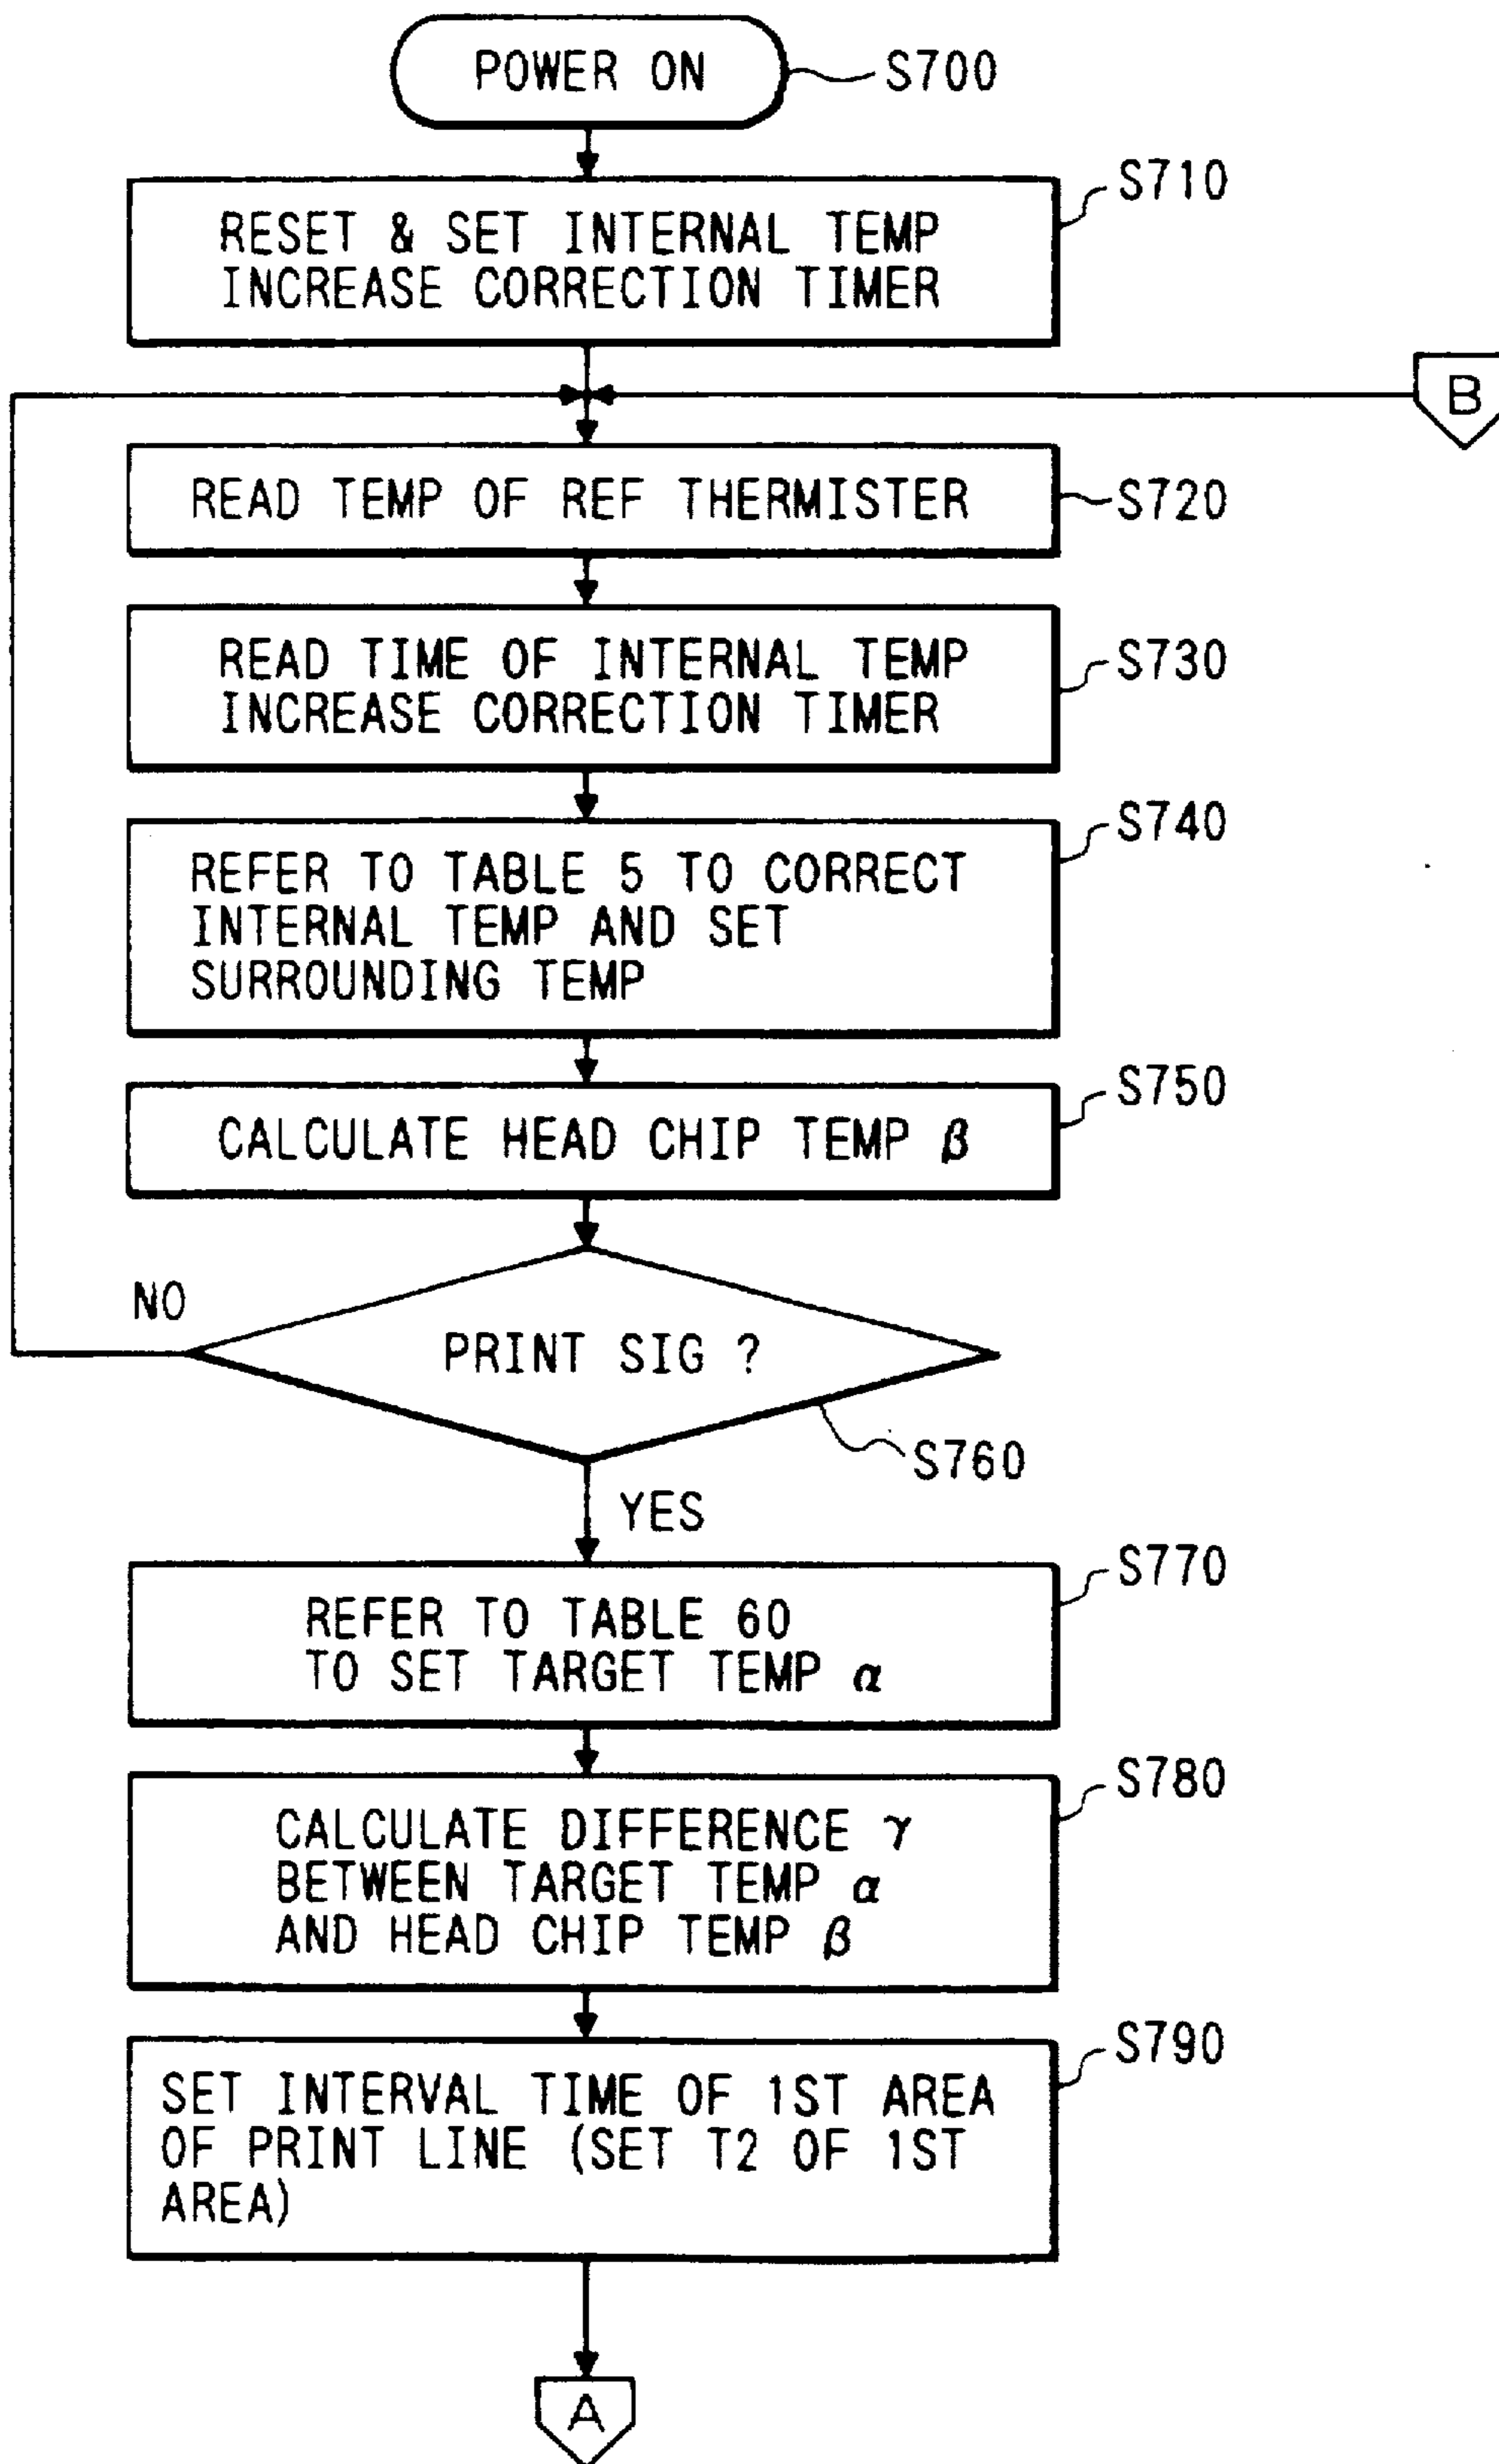 POWER ON
S700
S710
RESET & SET INTERNAL TEMP
INCREASE CORRECTION TIMER
B
READ TEMP OF REF THERMISTER
S720
READ TIME OF INTERNAL TEMP
INCREASE CORRECTION TIMER
S730
S740
REFER TO TABLE 5 TO CORRECT
INTERNAL TEMP AND SET
SURROUNDING TEMP
S750
CALCULATE HEAD CHIP TEMP β
NO
PRINT SIG ?
S760
YES
S770
REFER TO TABLE 60
TO SET TARGET TEMP α
S780
CALCULATE DIFFERENCE γ
BETWEEN TARGET TEMP α
AND HEAD CHIP TEMP β
S790
SET INTERVAL TIME OF 1ST AREA
OF PRINT LINE (SET T2 OF 1ST
AREA)
A